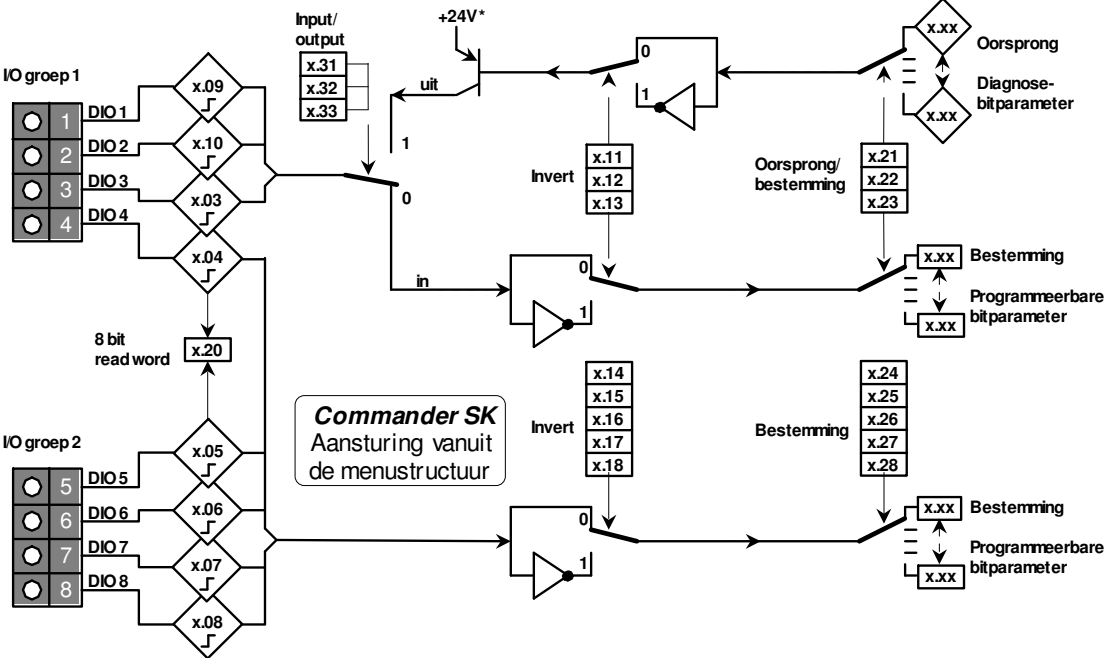 +24V*
Input/
output
x.31
x.32
x.33
uit
1
0
in
I/O groep 1
1
2
3
4
DIO 1
DIO 2
DIO 3
DIO 4
x.09
x.10
x.03
x.04
8 bit
read word
x.20
I/O groep 2
5
6
7
8
DIO 5
DIO 6
DIO 7
DIO 8
x.05
x.06
x.07
x.08
Commander SK
Aansturing vanuit
de menustructuur
0
1
Invert
x.11
x.12
x.13
0
1
Oorsprong/
bestemming
x.21
x.22
x.23
x.xx
x.xx
Oorsprong
Diagnose-
bitparameter
x.xx
x.xx
Bestemming
Programmeerbare
bitparameter
Invert
x.14
x.15
x.16
x.17
x.18
0
1
Bestemming
x.24
x.25
x.26
x.27
x.28
x.xx
x.xx
Bestemming
Programmeerbare
bitparameter